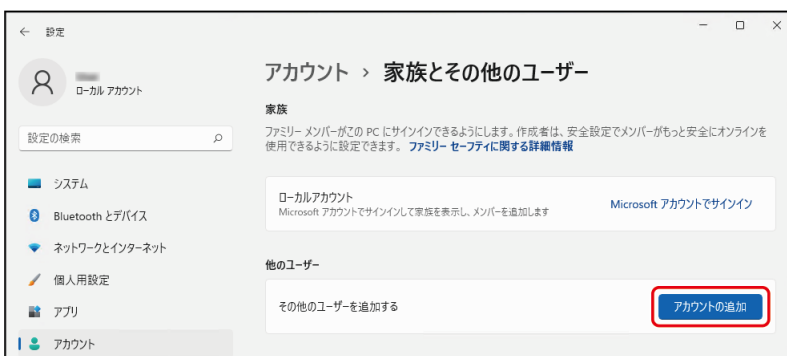 ← 設定
ローカル アカウント
設定の検索
システム
Bluetooth とデバイス
ネットワークとインターネット
個人用設定
アプリ
アカウント
アカウント › 家族とその他のユーザー
家族
ファミリー メンバーがこの PC にサインインできるようにします。作成者は、安全設定でメンバーがもっと安全にオンラインを
使用できるように設定できます。 ファミリー セーフティに関する詳細情報
ローカルアカウント
Microsoft アカウントでサインインして家族を表示し、メンバーを追加します
Microsoft アカウントでサインイン
他のユーザー
その他のユーザーを追加する
アカウントの追加